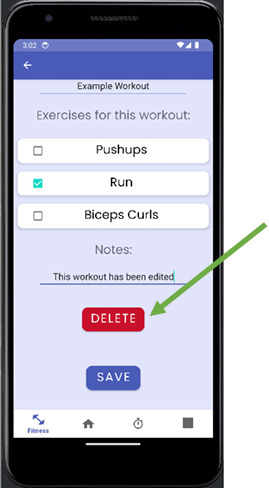 3:02
Example Workout
Exercises for this workout:
Pushups
Run
Biceps Curls
Notes:
This workout has been edited
DELETE
SAVE
Fitness